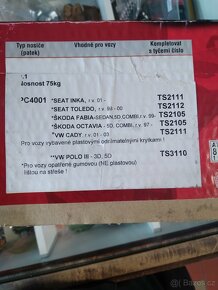 Typ nosiče Vhodné pro vozy Kompletovat
(patek) s tyčemi číslo
nosnost 75kg
PC4001 *SEAT INKA, r.v. 01 - TS2111
*SEAT TOLEDO, r.v. 98 - 00 TS2112
*ŠKODA FABIA-SEDAN,5D,COMBI TS2105
*ŠKODA OCTAVIA - 5D, COMBI, r.v. 97- TS2105
*VW CADY, r.v. 01 - 03 TS2111
Pro vozy vybavené plastovými odnímatelnými krytkami !
**VW POLO III - 3D, 5D TS3110
Pro vozy opatřené gumovou (NE plastovou)
lištou na střeše !
Bazoš.cz